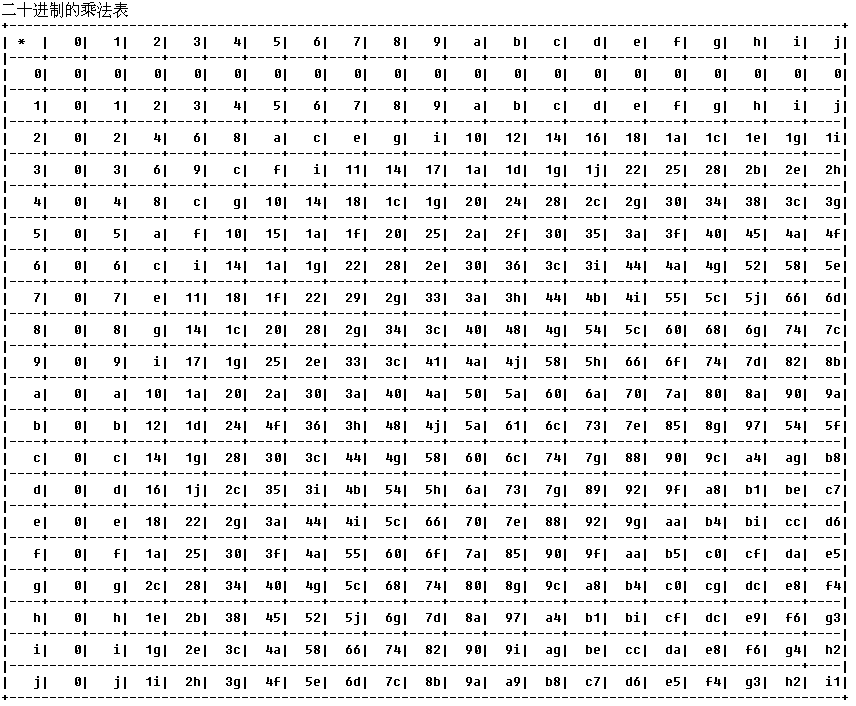 二十进制的乘法表
+----------------------------------------------------------------------------------+
| * | 0| 1| 2| 3| 4| 5| 6| 7| 8| 9| a| b| c| d| e| f| g| h| i| j|
| 0| 0| 0| 0| 0| 0| 0| 0| 0| 0| 0| 0| 0| 0| 0| 0| 0| 0| 0| 0| 0|
| 1| 0| 1| 2| 3| 4| 5| 6| 7| 8| 9| a| b| c| d| e| f| g| h| i| j|
| 2| 0| 2| 4| 6| 8| a| c| e| g| i| 10| 12| 14| 16| 18| 1a| 1c| 1e| 1g| 1i|
| 3| 0| 3| 6| 9| c| f| i| 11| 14| 17| 1a| 1d| 1g| 1j| 22| 25| 28| 2b| 2e| 2h|
| 4| 0| 4| 8| c| g| 10| 14| 18| 1c| 1g| 20| 24| 28| 2c| 2g| 30| 34| 38| 3c| 3g|
| 5| 0| 5| a| f| 10| 15| 1a| 1f| 20| 25| 2a| 2f| 30| 35| 3a| 3f| 40| 45| 4a| 4f|
| 6| 0| 6| c| i| 14| 1a| 1g| 22| 28| 2e| 30| 36| 3c| 3i| 44| 4a| 4g| 52| 58| 5e|
| 7| 0| 7| e| 11| 18| 1f| 22| 29| 2g| 33| 3a| 3h| 44| 4b| 4i| 55| 5c| 5j| 66| 6d|
| 8| 0| 8| g| 14| 1c| 20| 28| 2g| 34| 3c| 40| 48| 4g| 54| 5c| 60| 68| 6g| 74| 7c|
| 9| 0| 9| i| 17| 1g| 25| 2e| 33| 3c| 41| 4a| 4j| 58| 5h| 66| 6f| 74| 7d| 82| 8b|
| a| 0| a| 10| 1a| 20| 2a| 30| 3a| 40| 4a| 50| 5a| 60| 6a| 70| 7a| 80| 8a| 90| 9a|
| b| 0| b| 12| 1d| 24| 4f| 36| 3h| 48| 4j| 5a| 61| 6c| 73| 7e| 85| 8g| 97| 54| 5f|
| c| 0| c| 14| 1g| 28| 30| 3c| 44| 4g| 58| 60| 6c| 74| 7g| 88| 90| 9c| a4| ag| b8|
| d| 0| d| 16| 1j| 2c| 35| 3i| 4b| 54| 5h| 6a| 73| 7g| 89| 92| 9f| a8| b1| be| c7|
| e| 0| e| 18| 22| 2g| 3a| 44| 4i| 5c| 66| 70| 7e| 88| 92| 9g| aa| b4| bi| cc| d6|
| f| 0| f| 1a| 25| 30| 3f| 4a| 55| 60| 6f| 7a| 85| 90| 9f| aa| b5| c0| cf| da| e5|
| g| 0| g| 2c| 28| 34| 40| 4g| 5c| 68| 74| 80| 8g| 9c| a8| b4| c0| cg| dc| e8| f4|
| h| 0| h| 1e| 2b| 38| 45| 52| 5j| 6g| 7d| 8a| 97| a4| b1| bi| cf| dc| e9| f6| g3|
| i| 0| i| 1g| 2e| 3c| 4a| 58| 66| 74| 82| 90| 9i| ag| be| cc| da| e8| f6| g4| h2|
| j| 0| j| 1i| 2h| 3g| 4f| 5e| 6d| 7c| 8b| 9a| a9| b8| c7| d6| e5| f4| g3| h2| i1|